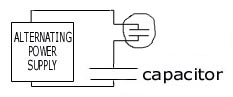 ALTERNATING
POWER
SUPPLY
capacitor